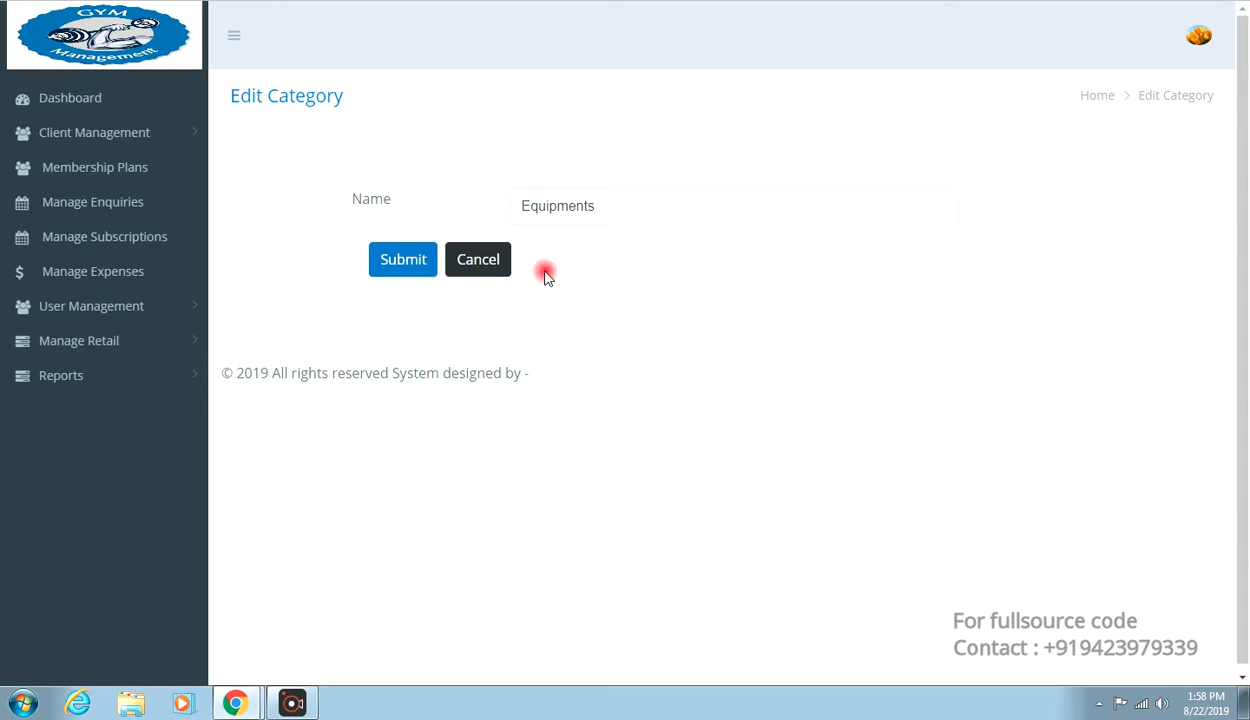 GYM
Management
Dashboard
Client Management
Membership Plans
Manage Enquiries
Manage Subscriptions
Manage Expenses
User Management
Manage Retail
Reports
Edit Category
Home > Edit Category
Name
Equipments
Submit
Cancel
© 2019 All rights reserved System designed by -
For fullsource code
Contact : +919423979339
1:58 PM
8/22/2019